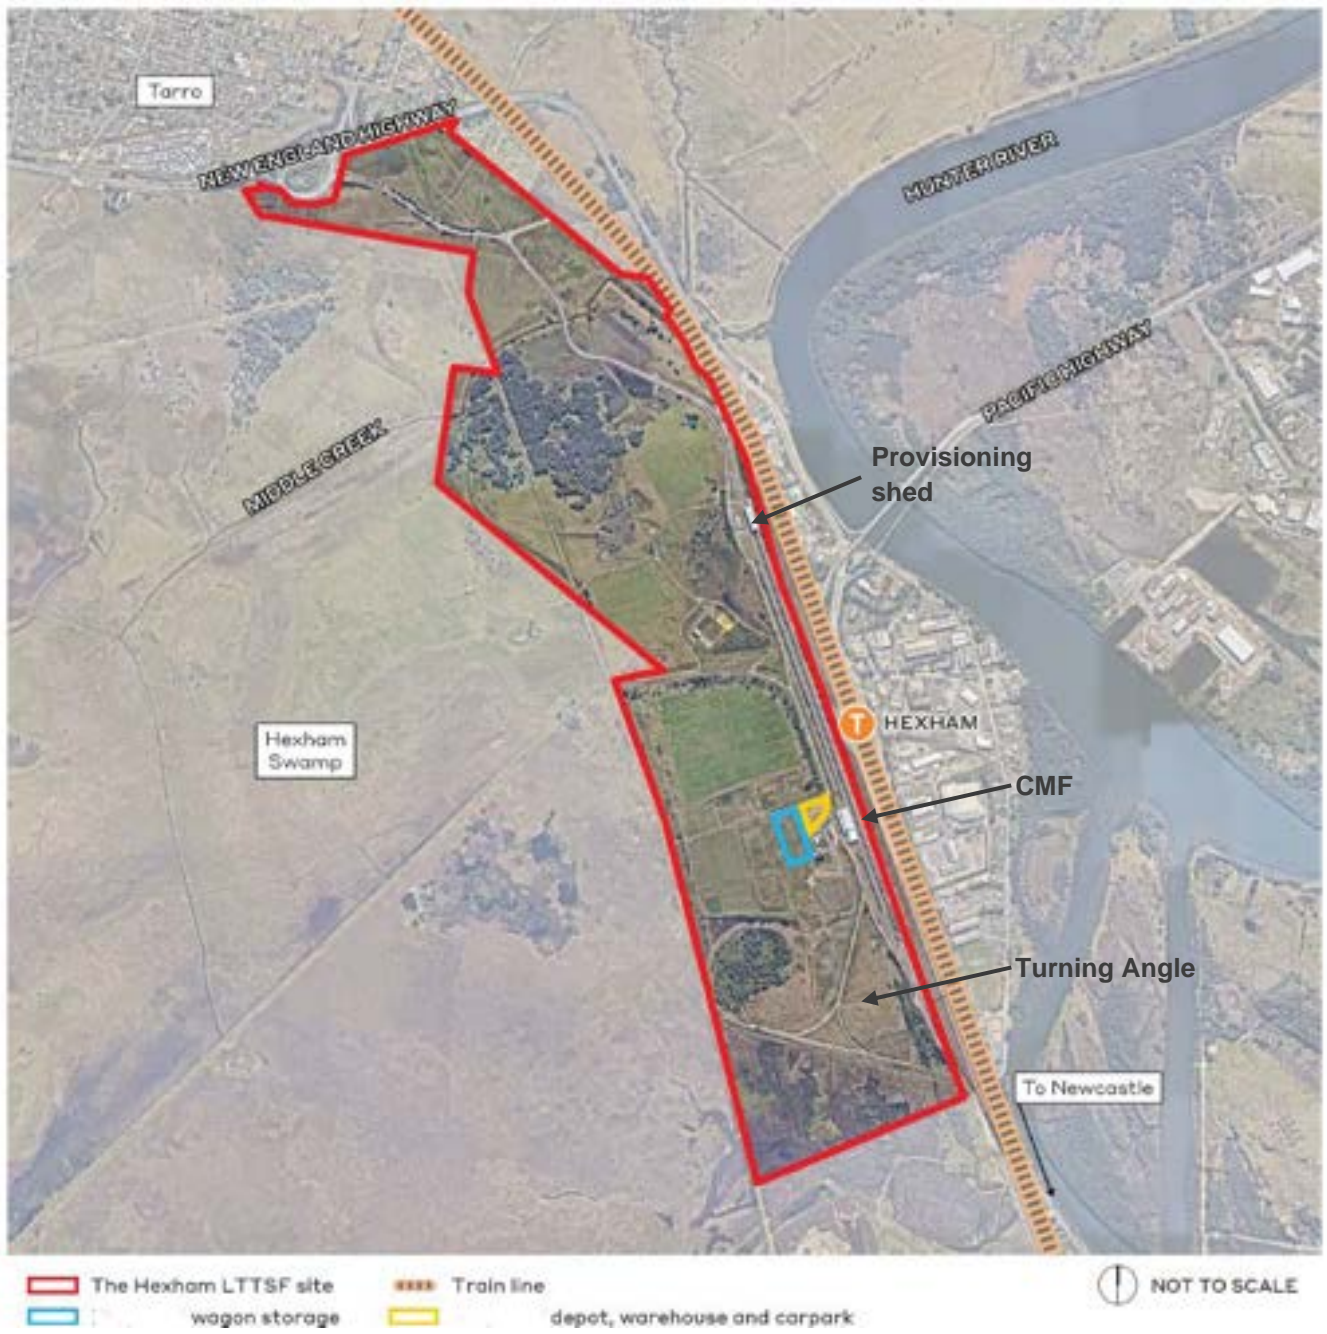 Tarro
NEW ENGLAND HIGHWAY
HUNTER RIVER
PACIFIC HIGHWAY
MIDDLE CREEK
Provisioning
shed
Hexham
Swamp
T HEXHAM
CMF
Turning Angle
To Newcastle
The Hexham LTTSF site
Train line
NOT TO SCALE
wagon storage
depot, warehouse and carpark